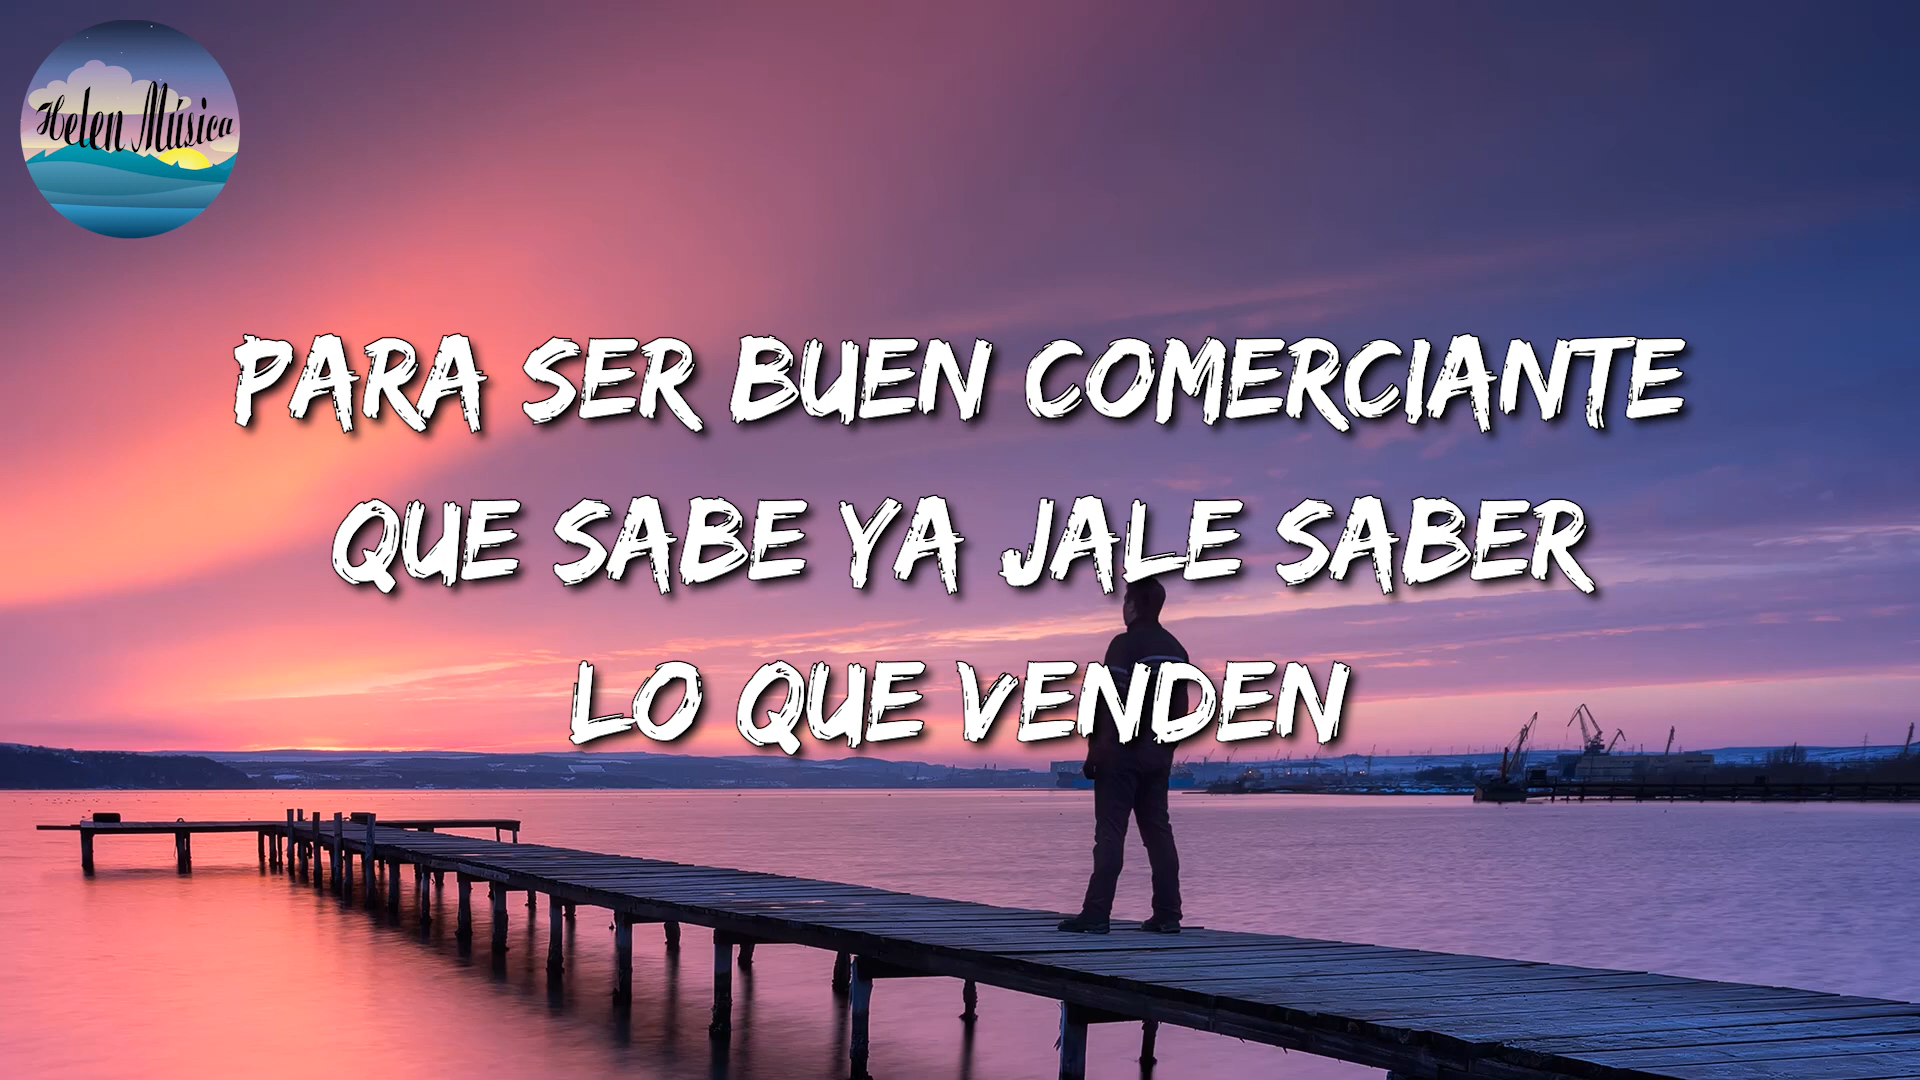 Helen Música
PARA SER BUEN COMERCIANTE
QUE SABE YA JALE SABER
LO QUE VENDEN